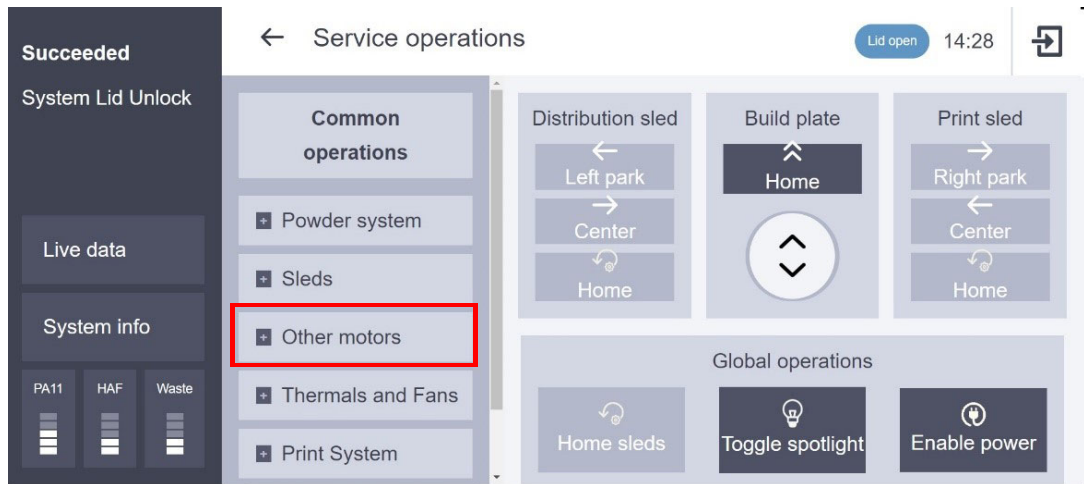 Succeeded
System Lid Unlock
Live data
System info
PA11 HAF Waste
Service operations
Lid open 14:28
Common
operations
Powder system
Sleds
Other motors
Thermals and Fans
Print System
Distribution sled
Left park
Center
Home
Build plate
Home
Print sled
Right park
Center
Home
Global operations
Home sleds
Toggle spotlight
Enable power